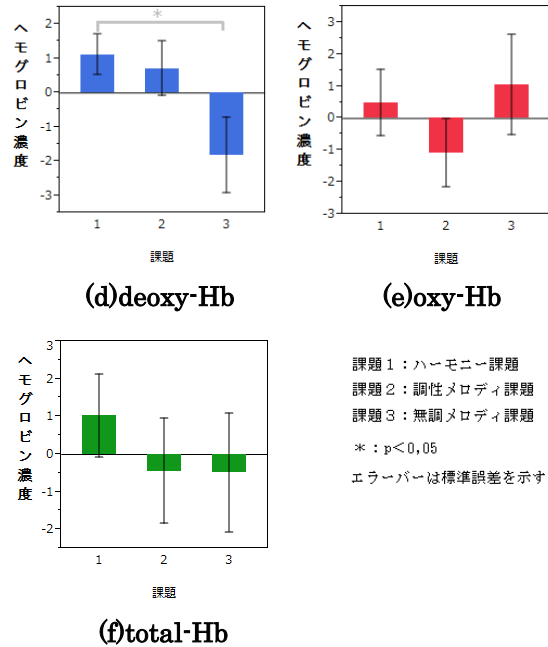 ヘモグロビン濃度
2
1
0
-1
-2
-3
*
1 2 3
課題
(d)deoxy-Hb
ヘモグロビン濃度
3
2
1
0
-1
-2
-3
1 2 3
課題
(e)oxy-Hb
ヘモグロビン濃度
3
2
1
0
-1
-2
1 2 3
課題
(f)total-Hb
課題1:ハーモニー課題
課題2:調性メロディ課題
課題3:無調メロディ課題
*:p<0,05
エラーバーは標準誤差を示す